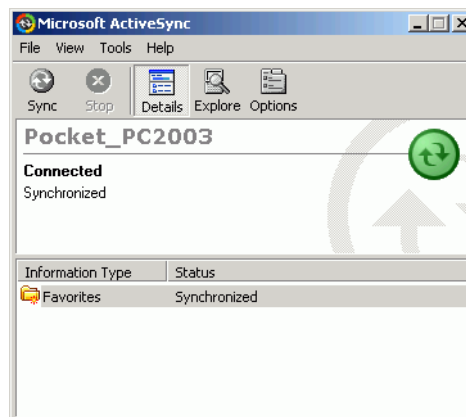 Microsoft ActiveSync
File View Tools Help
Sync Stop Details Explore Options
Pocket_PC2003
Connected
Synchronized
Information Type Status
Favorites Synchronized